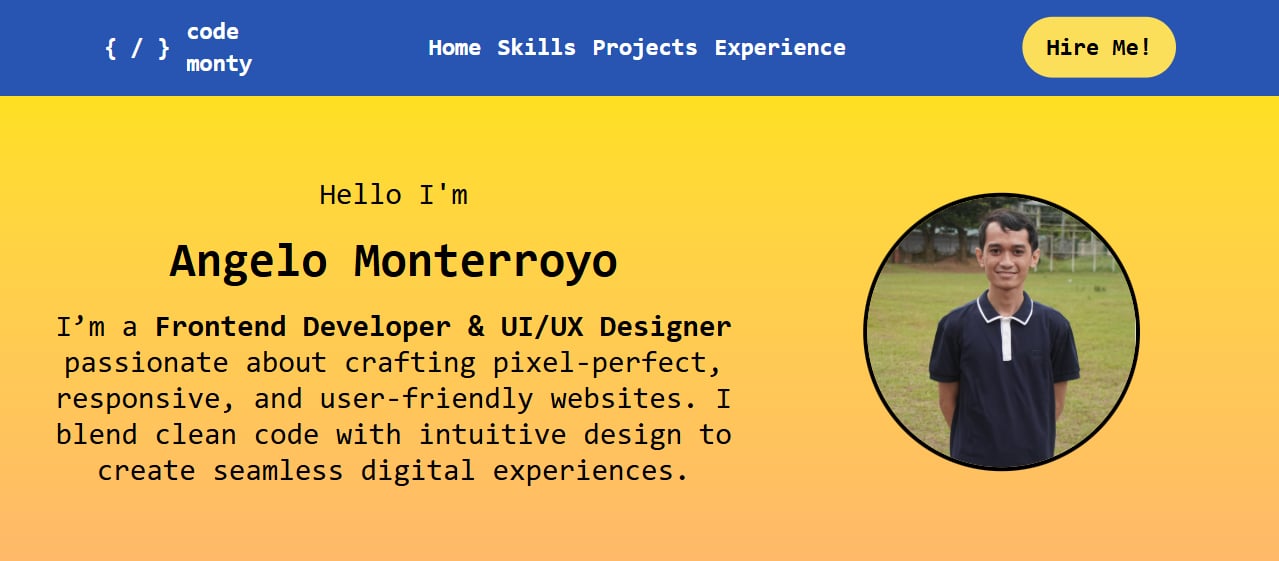 { / }
code
monty
Home Skills Projects Experience
Hire Me!
Hello I'm
Angelo Monterroyo
I’m a Frontend Developer & UI/UX Designer
passionate about crafting pixel-perfect,
responsive, and user-friendly websites. I
blend clean code with intuitive design to
create seamless digital experiences.